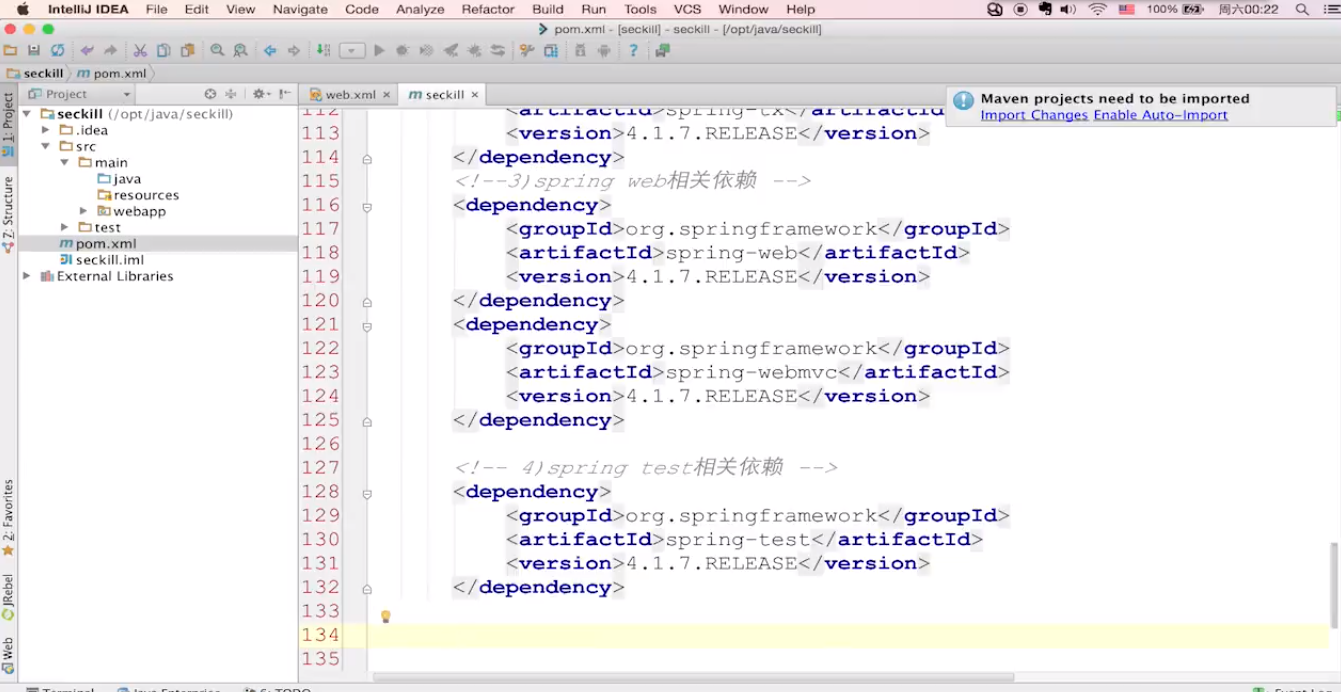 IntelliJ IDEA File Edit View Navigate Code Analyze Refactor Build Run Tools VCS Window Help 100% 周六00:22
pom.xml - [seckill] - seckill - [/opt/java/seckill]
seckill pom.xml
Project
web.xml
seckill
Maven projects need to be imported
Import Changes Enable Auto-Import
1: Project
Z: Structure
2: Favorites
JRebel
Web
seckill (/opt/java/seckill)
.idea
src
main
java
resources
webapp
test
pom.xml
seckill.iml
External Libraries
112 <artifactId>spring-tx</artifactId
113 <version>4.1.7.RELEASE</version>
114 </dependency>
115 <!--3)spring web相关依赖 -->
116 <dependency>
117 <groupId>org.springframework</groupId>
118 <artifactId>spring-web</artifactId>
119 <version>4.1.7.RELEASE</version>
120 </dependency>
121 <dependency>
122 <groupId>org.springframework</groupId>
123 <artifactId>spring-webmvc</artifactId>
124 <version>4.1.7.RELEASE</version>
125 </dependency>
126
127 <!-- 4)spring test相关依赖 -->
128 <dependency>
129 <groupId>org.springframework</groupId>
130 <artifactId>spring-test</artifactId>
131 <version>4.1.7.RELEASE</version>
132 </dependency>
133
134
135
Terminal Java Enterprise 6: TODO Event Log